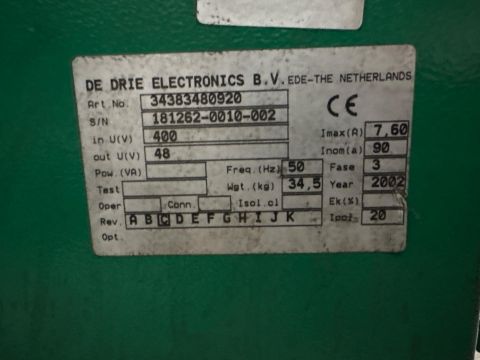 DE DRIE ELECTRONICS B.V. EDE-THE NETHERLANDS
Art.No. 34383480920
S/N 181262-0010-002
CE
in U(V) 400 Imax(A) 7,60
out U(V) 48 Inom(a) 90
Pow.(VA) Freq.(Hz) 50 Fase 3
Test Wgt.(kg) 34,5 Year 2002
Oper Conn. Isol.cl Ek(%)
Rev. A B C D E F G H I J K Ipol 20
Opt.